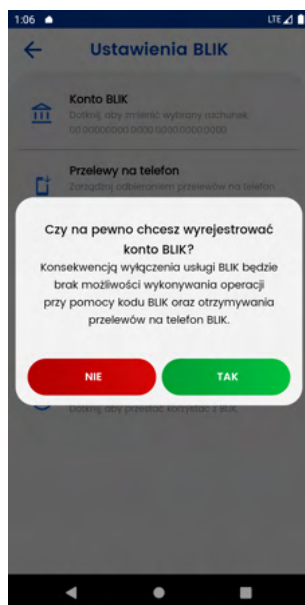 1:06
LTE
Ustawienia BLIK
Konto BLIK
Dotknij, aby zmienić wybrany rachunek:
00 0000 0000 0000 0000 0000 0000
Przelewy na telefon
Zarządzaj odbieraniem przelewów na telefon
Czy na pewno chcesz wyrejestrować
konto BLIK?
Konsekwencją wyłączenia usługi BLIK będzie
brak możliwości wykonywania operacji
przy pomocy kodu BLIK oraz otrzymywania
przelewów na telefon BLIK.
NIE
TAK
Dotknij, aby przestać korzystać z BLIK.